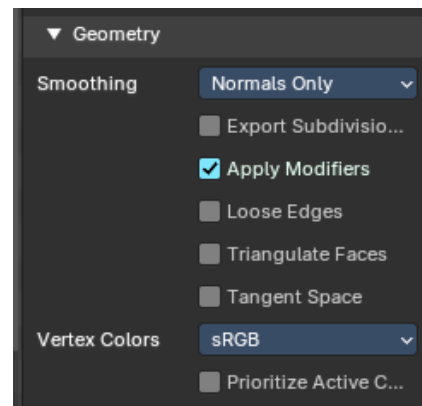 Geometry
Smoothing Normals Only
Export Subdivisio...
Apply Modifiers
Loose Edges
Triangulate Faces
Tangent Space
Vertex Colors sRGB
Prioritize Active C...